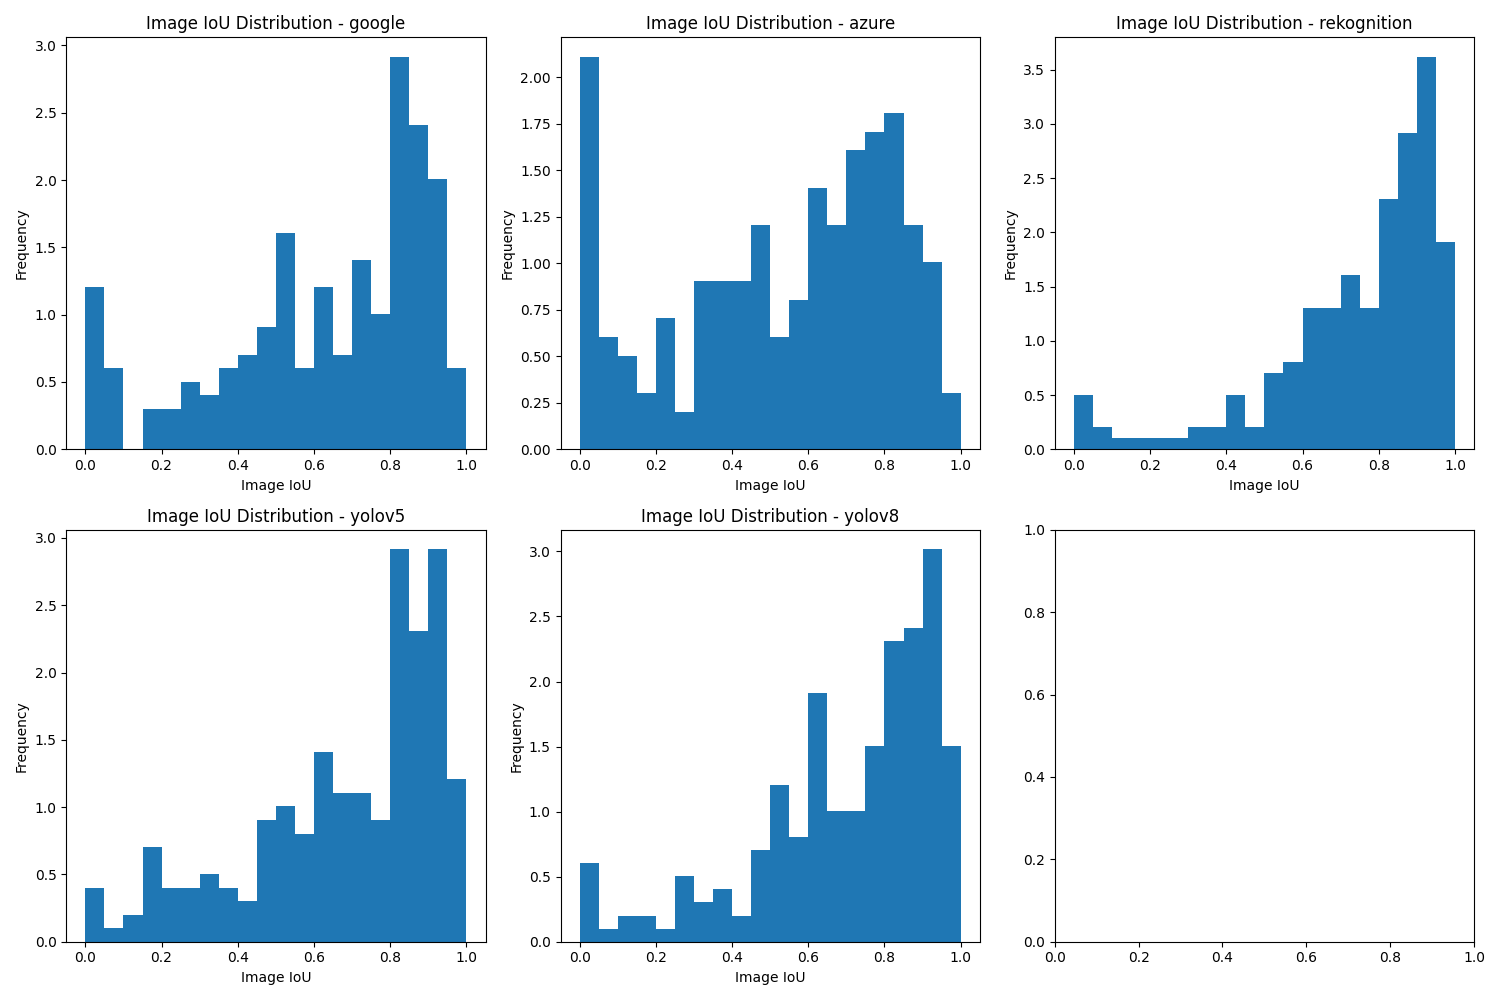 Image IoU Distribution - google
3.0
2.5
2.0
1.5
1.0
0.5
0.0
Frequency
0.0 0.2 0.4 0.6 0.8 1.0
Image IoU
Image IoU Distribution - azure
2.00
1.75
1.50
1.25
1.00
0.75
0.50
0.25
0.00
Frequency
0.0 0.2 0.4 0.6 0.8 1.0
Image IoU
Image IoU Distribution - rekognition
3.5
3.0
2.5
2.0
1.5
1.0
0.5
0.0
Frequency
0.0 0.2 0.4 0.6 0.8 1.0
Image IoU
Image IoU Distribution - yolov5
3.0
2.5
2.0
1.5
1.0
0.5
0.0
Frequency
0.0 0.2 0.4 0.6 0.8 1.0
Image IoU
Image IoU Distribution - yolov8
3.0
2.5
2.0
1.5
1.0
0.5
0.0
Frequency
0.0 0.2 0.4 0.6 0.8 1.0
Image IoU
1.0
0.8
0.6
0.4
0.2
0.0
0.0 0.2 0.4 0.6 0.8 1.0